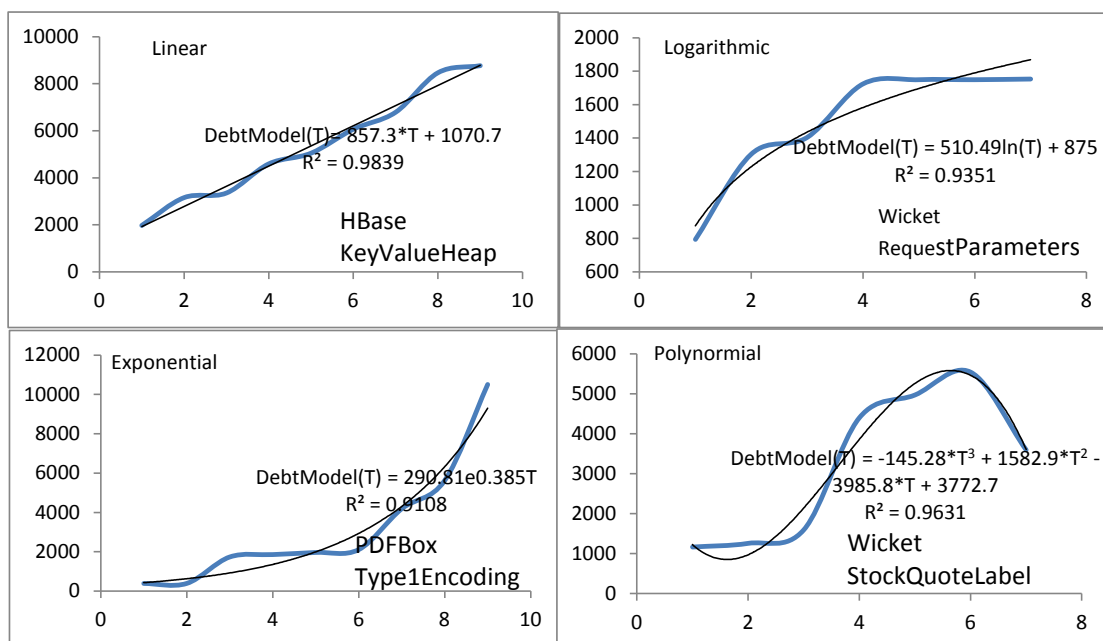 Linear
10000
8000
6000
4000
2000
0
0 2 4 6 8 10
DebtModel(T)= 857.3*T + 1070.7
R² = 0.9839
HBase
KeyValueHeap
Logarithmic
2000
1800
1600
1400
1200
1000
800
600
0 2 4 6 8
DebtModel(T) = 510.49ln(T) + 875
R² = 0.9351
Wicket
RequestParameters
Exponential
12000
10000
8000
6000
4000
2000
0
0 2 4 6 8 10
DebtModel(T) = 290.81e0.385T
R² = 0.9108
PDFBox
Type1Encoding
Polynormial
6000
5000
4000
3000
2000
1000
0
0 2 4 6 8
DebtModel(T) = -145.28*T³ + 1582.9*T² -
3985.8*T + 3772.7
R² = 0.9631
Wicket
StockQuoteLabel